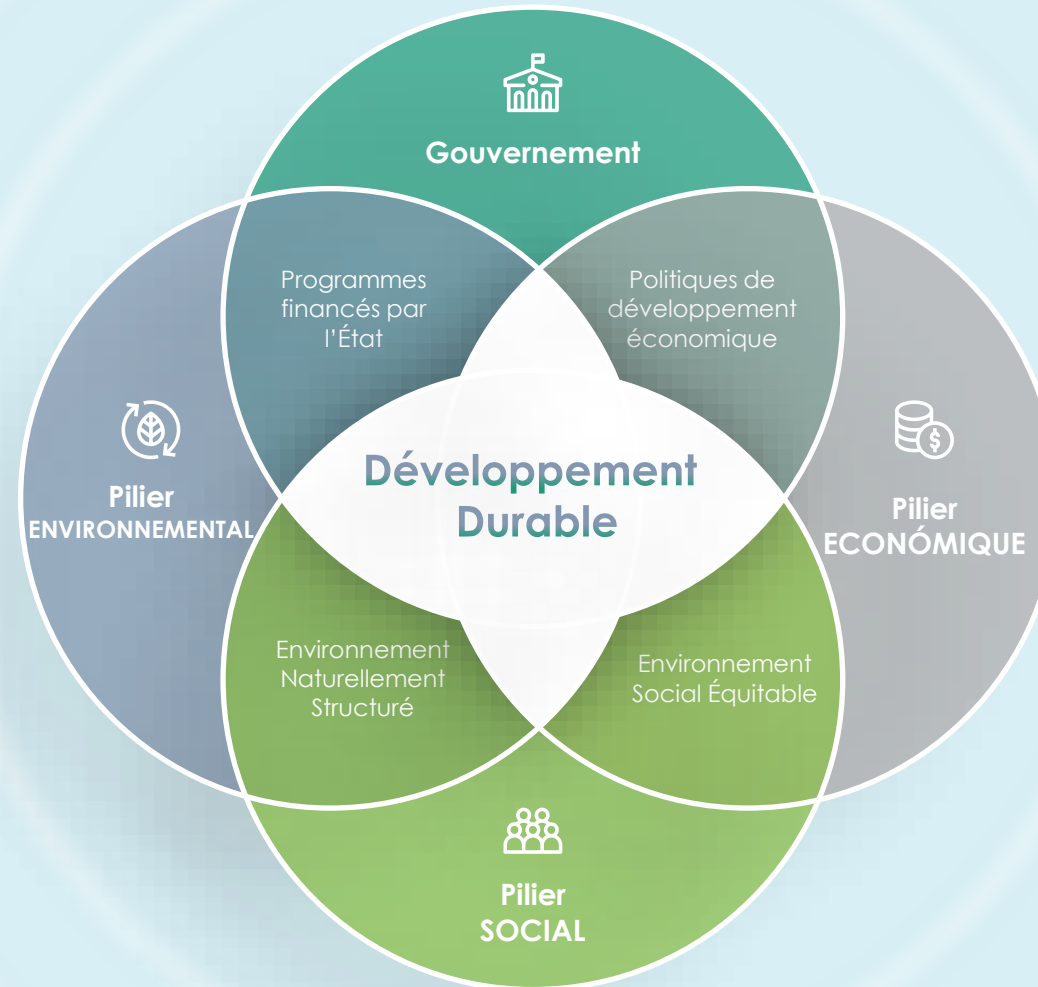 Gouvernement
Programmes
financés par
l'État
Politiques de
développement
économique
Pilier
ENVIRONNEMENTAL
Développement
Durable
Pilier
ECONÓMIQUE
Environnement
Naturellement
Structuré
Environnement
Social Équitable
Pilier
SOCIAL